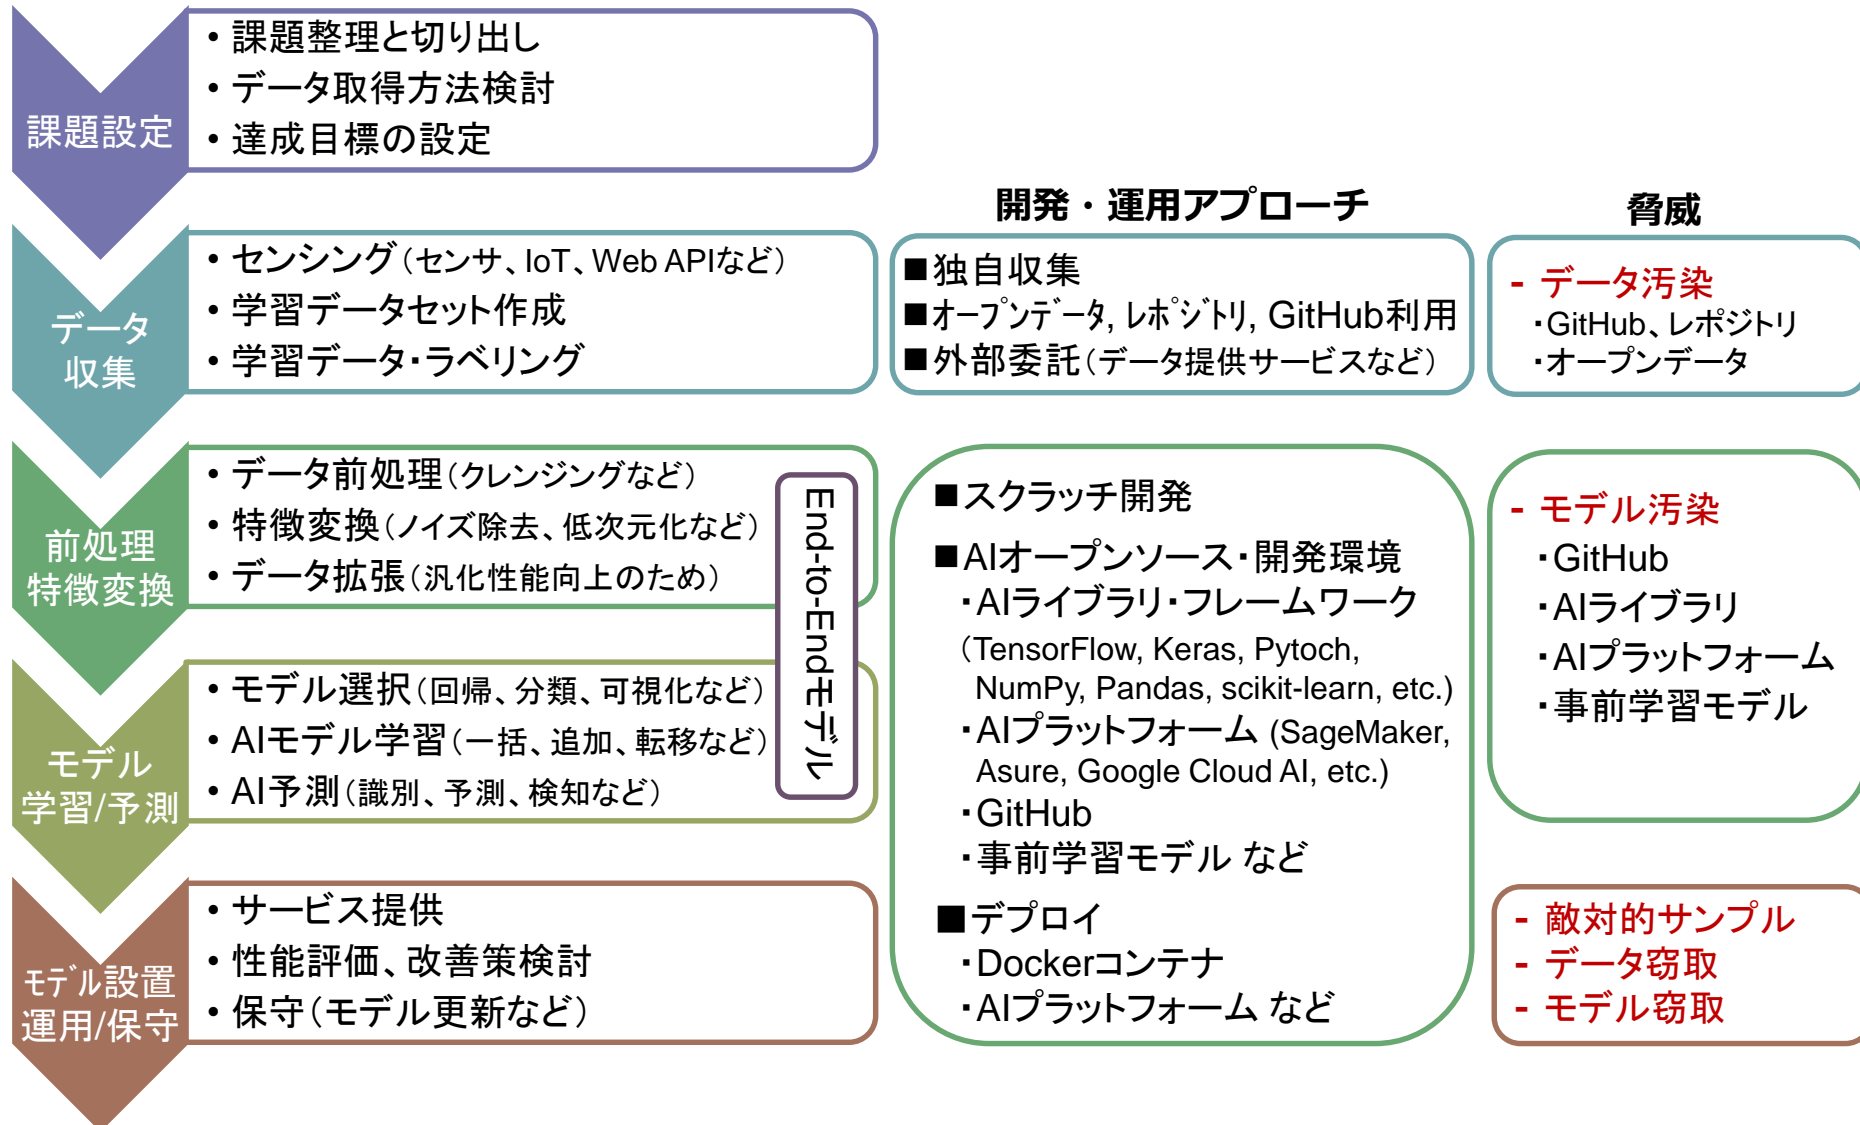 課題設定
• 課題整理と切り出し
• データ取得方法検討
• 達成目標の設定
開発・運用アプローチ
脅威
データ
収集
• センシング（センサ、IoT、Web APIなど）
• 学習データセット作成
• 学習データ・ラベリング
■独自収集
■オープンデータ, レポジトリ, GitHub利用
■外部委託（データ提供サービスなど）
- データ汚染
・GitHub、レポジトリ
・オープンデータ
前処理
特徴変換
• データ前処理（クレンジングなど）
• 特徴変換（ノイズ除去、低次元化など）
• データ拡張（汎化性能向上のため）
End-to-Endモデル
モデル
学習/予測
• モデル選択（回帰、分類、可視化など）
• AIモデル学習（一括、追加、転移など）
• AI予測（識別、予測、検知など）
■スクラッチ開発
■AIオープンソース・開発環境
・AIライブラリ・フレームワーク
（TensorFlow, Keras, Pytoch,
NumPy, Pandas, scikit-learn, etc.)
・AIプラットフォーム (SageMaker,
Asure, Google Cloud AI, etc.)
・GitHub
・事前学習モデル など
■デプロイ
・Dockerコンテナ
・AIプラットフォーム など
- モデル汚染
・GitHub
・AIライブラリ
・AIプラットフォーム
・事前学習モデル
モデル設置
運用/保守
• サービス提供
• 性能評価、改善策検討
• 保守（モデル更新など）
- 敵対的サンプル
- データ窃取
- モデル窃取